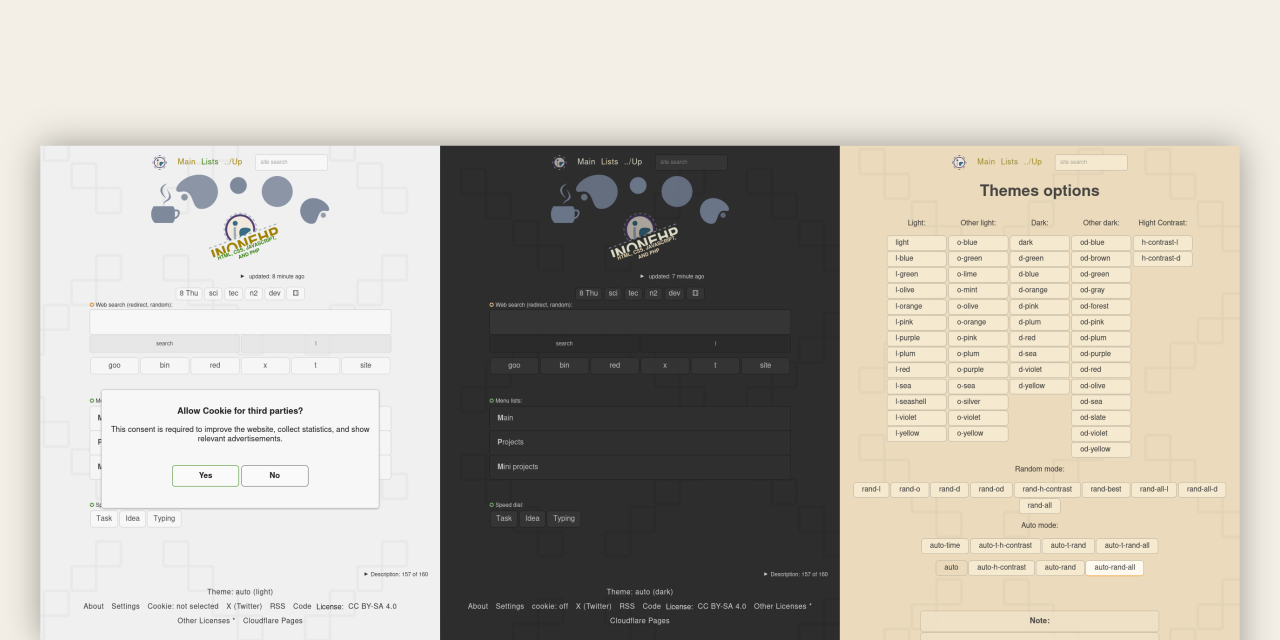 Main Lists ../Up site search
INONEHP
HTML, CSS, JAVASCRIPT, AND PHP
► updated: 8 minute ago
8 Thu sci tec n2 dev ⚃
Web search (redirect, random):
search l
goo bin red x t site
Me
M
Allow Cookie for third parties?
This consent is required to improve the website, collect statistics, and show
relevant advertisements.
P
M
Yes No
Sp
Task Idea Typing
► Description: 157 of 160
Theme: auto (light)
About Settings Cookie: not selected X (Twitter) RSS Code License: CC BY-SA 4.0
Other Licenses * Cloudflare Pages
Main Lists ../Up site search
INONEHP
HTML, CSS, JAVASCRIPT, AND PHP
► updated: 7 minute ago
8 Thu sci tec n2 dev ⚃
Web search (redirect, random):
search l
goo bin red x t site
Menu lists:
Main
Projects
Mini projects
Speed dial:
Task Idea Typing
► Description: 157 of 160
Theme: auto (dark)
About Settings cookie: off X (Twitter) RSS Code License: CC BY-SA 4.0 Other Licenses *
Cloudflare Pages
Main Lists ../Up site search
Themes options
Light: Other light: Dark: Other dark: Hight Contrast:
light o-blue dark od-blue h-contrast-l
l-blue o-green d-green od-brown h-contrast-d
l-green o-lime d-blue od-green
l-olive o-mint d-orange od-gray
l-orange o-olive d-pink od-forest
l-pink o-orange d-plum od-pink
l-purple o-pink d-red od-plum
l-plum o-plum d-sea od-purple
l-red o-purple d-violet od-red
l-sea o-sea d-yellow od-olive
l-seashell o-silver od-sea
l-violet o-violet od-slate
l-yellow o-yellow od-violet
od-yellow
Random mode:
rand-l rand-o rand-d rand-od rand-h-contrast rand-best rand-all-l rand-all-d
rand-all
Auto mode:
auto-time auto-t-h-contrast auto-t-rand auto-t-rand-all
auto auto-h-contrast auto-rand auto-rand-all
Note: